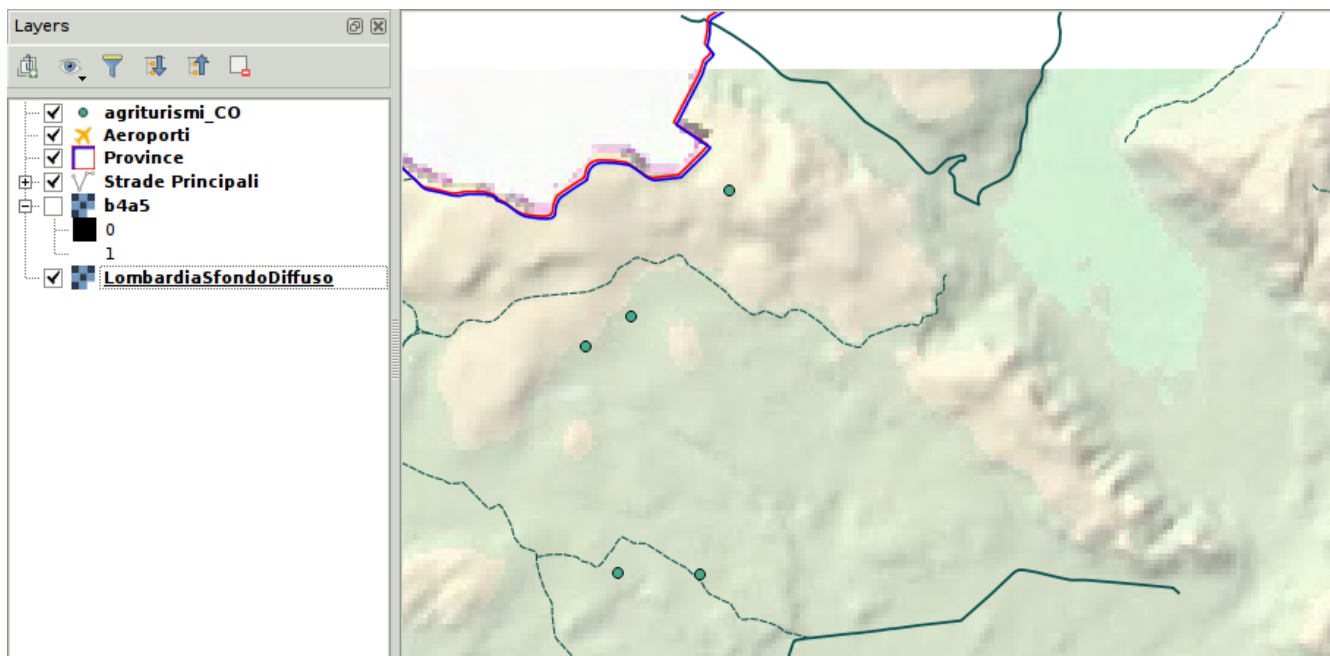 Layers
agriturismi_CO
Aeroporti
Province
Strade Principali
b4a5
0
1
LombardiaSfondoDiffuso